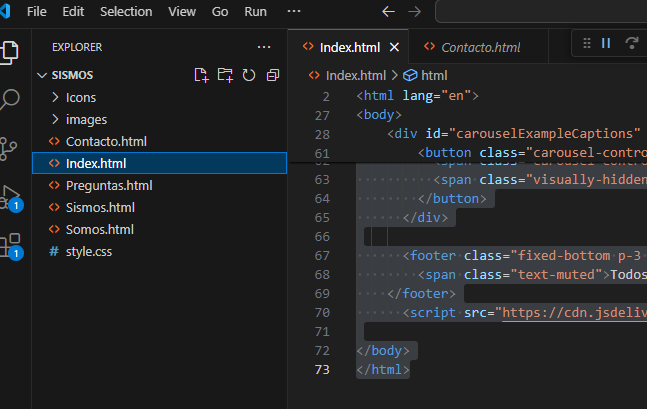 File Edit Selection View Go Run ···
EXPLORER ···
SISMOS
Icons
images
Contacto.html
Index.html
Preguntas.html
Sismos.html
Somos.html
# style.css
1
1
Index.html
Contacto.html
Index.html > html
2 <html lang="en">
27 <body>
28 <div id="carouselExampleCaptions"
61 <button class="carousel-contro
63 <span class="visually-hidden
64 </button>
65 </div>
66
67 <footer class="fixed-bottom p-3
68 <span class="text-muted">Todos
69 </footer>
70 <script src="https://cdn.jsdeliv
71
72 </body>
73 </html>